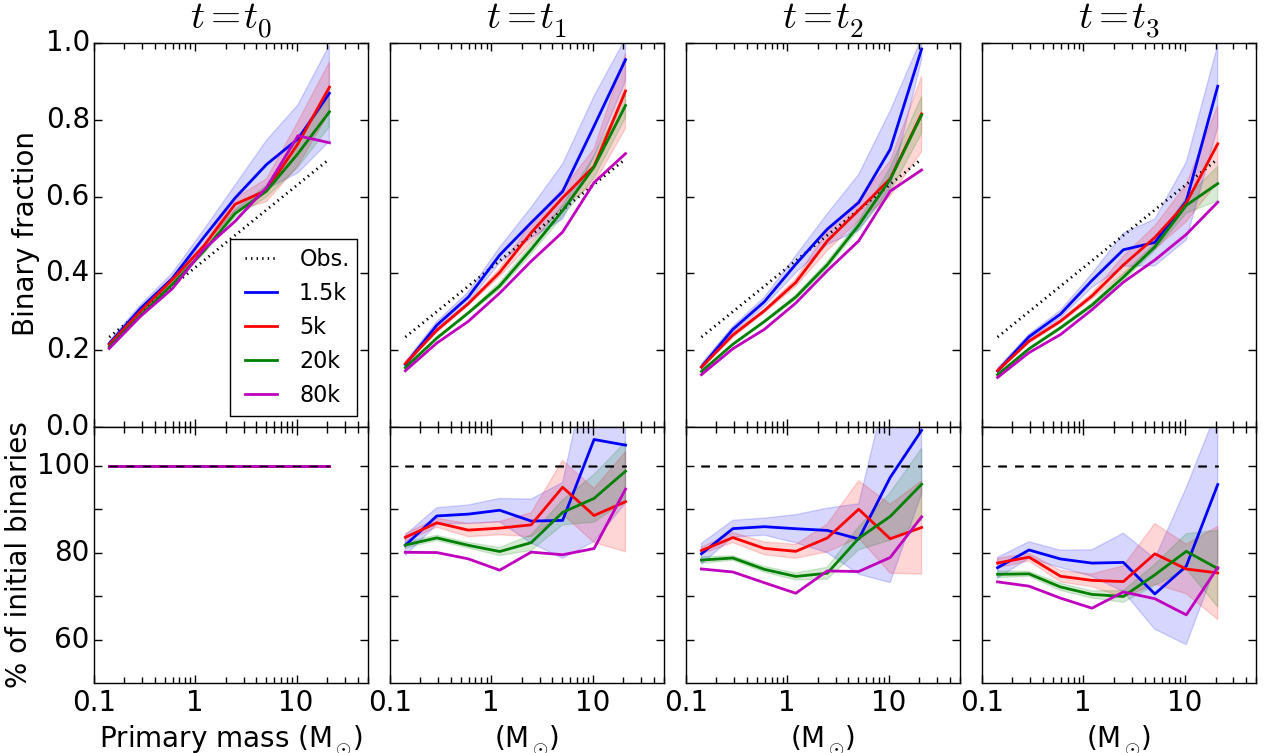 t = t₀ t = t₁ t = t₂ t = t₃
Binary fraction
1.0
0.8
0.6
0.4
0.2
0.0
Obs.
1.5k
5k
20k
80k
% of initial binaries
100
80
60
0.1 1 10 0.1 1 10 0.1 1 10 0.1 1 10
Primary mass (M☉) (M☉) (M☉) (M☉)